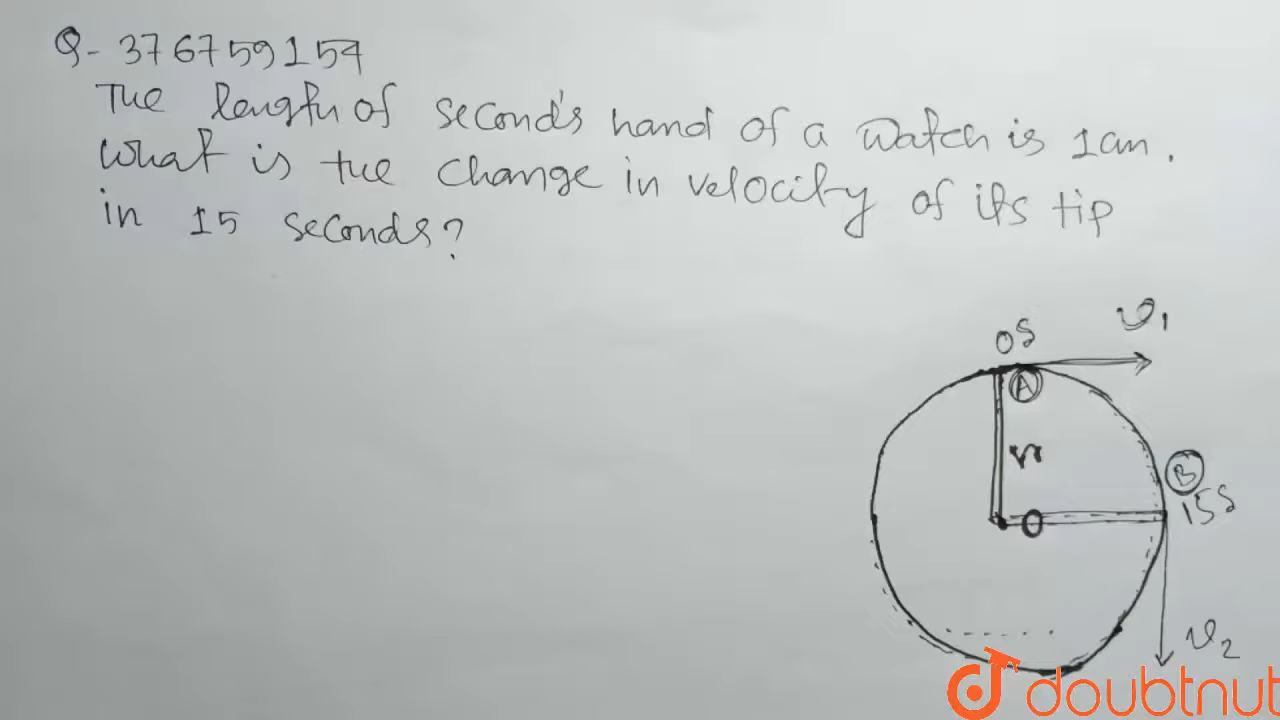 Q- 376759157
The length of second's hand of a watch is 1cm.
What is the change in velocity of its tip
in 15 seconds?
0S
v1
A
r
B
15S
O
v2
doubtnut